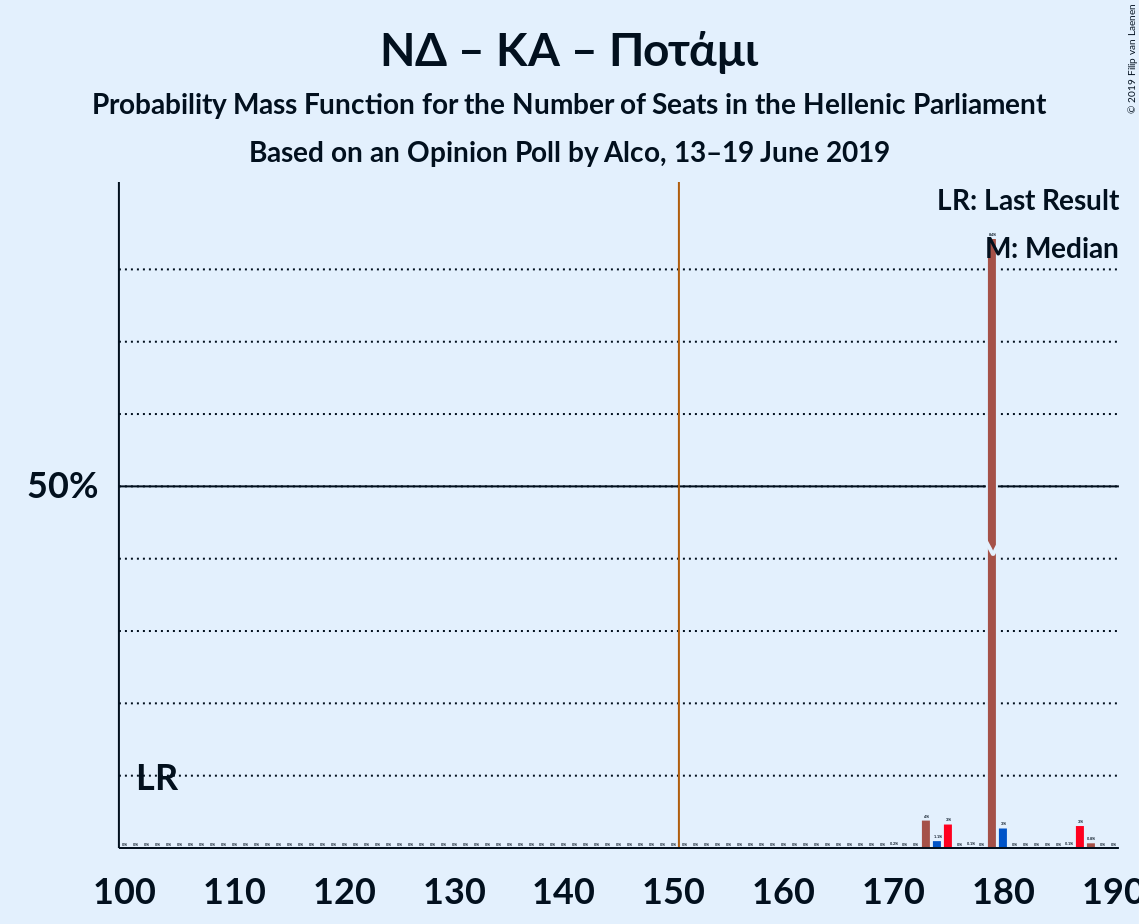 ΝΔ – ΚΑ – Ποτάμι
Probability Mass Function for the Number of Seats in the Hellenic Parliament
Based on an Opinion Poll by Alco, 13–19 June 2019
© 2019 Filip van Laenen
LR: Last Result
M: Median
50%
LR
100 110 120 130 140 150 160 170 180 190